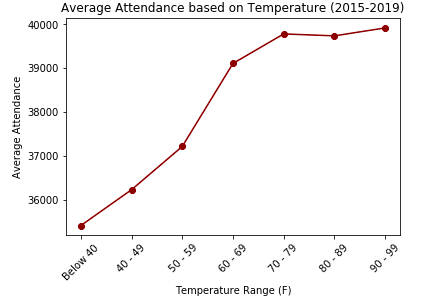 Average Attendance based on Temperature (2015-2019)
40000
39000
38000
37000
36000
Average Attendance
Below 40
40 - 49
50 - 59
60 - 69
70 - 79
80 - 89
90 - 99
Temperature Range (F)